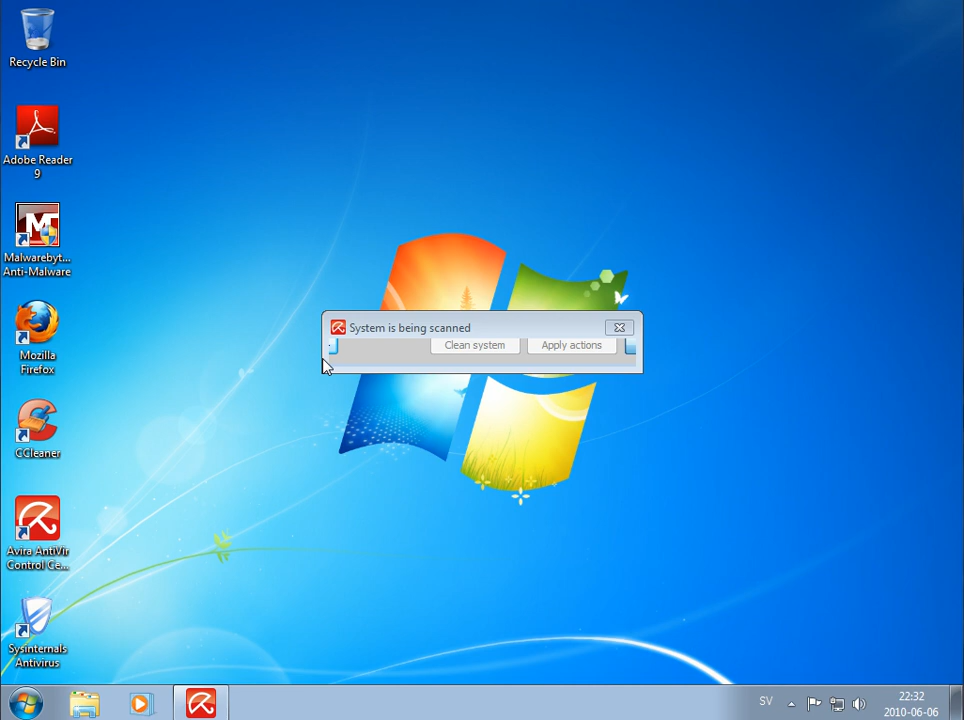 Recycle Bin
Adobe Reader
9
Malwarebyt...
Anti-Malware
Mozilla
Firefox
CCleaner
Avira AntiVir
Control Ce...
Sysinternals
Antivirus
System is being scanned
Clean system
Apply actions
SV
22:32
2010-06-06